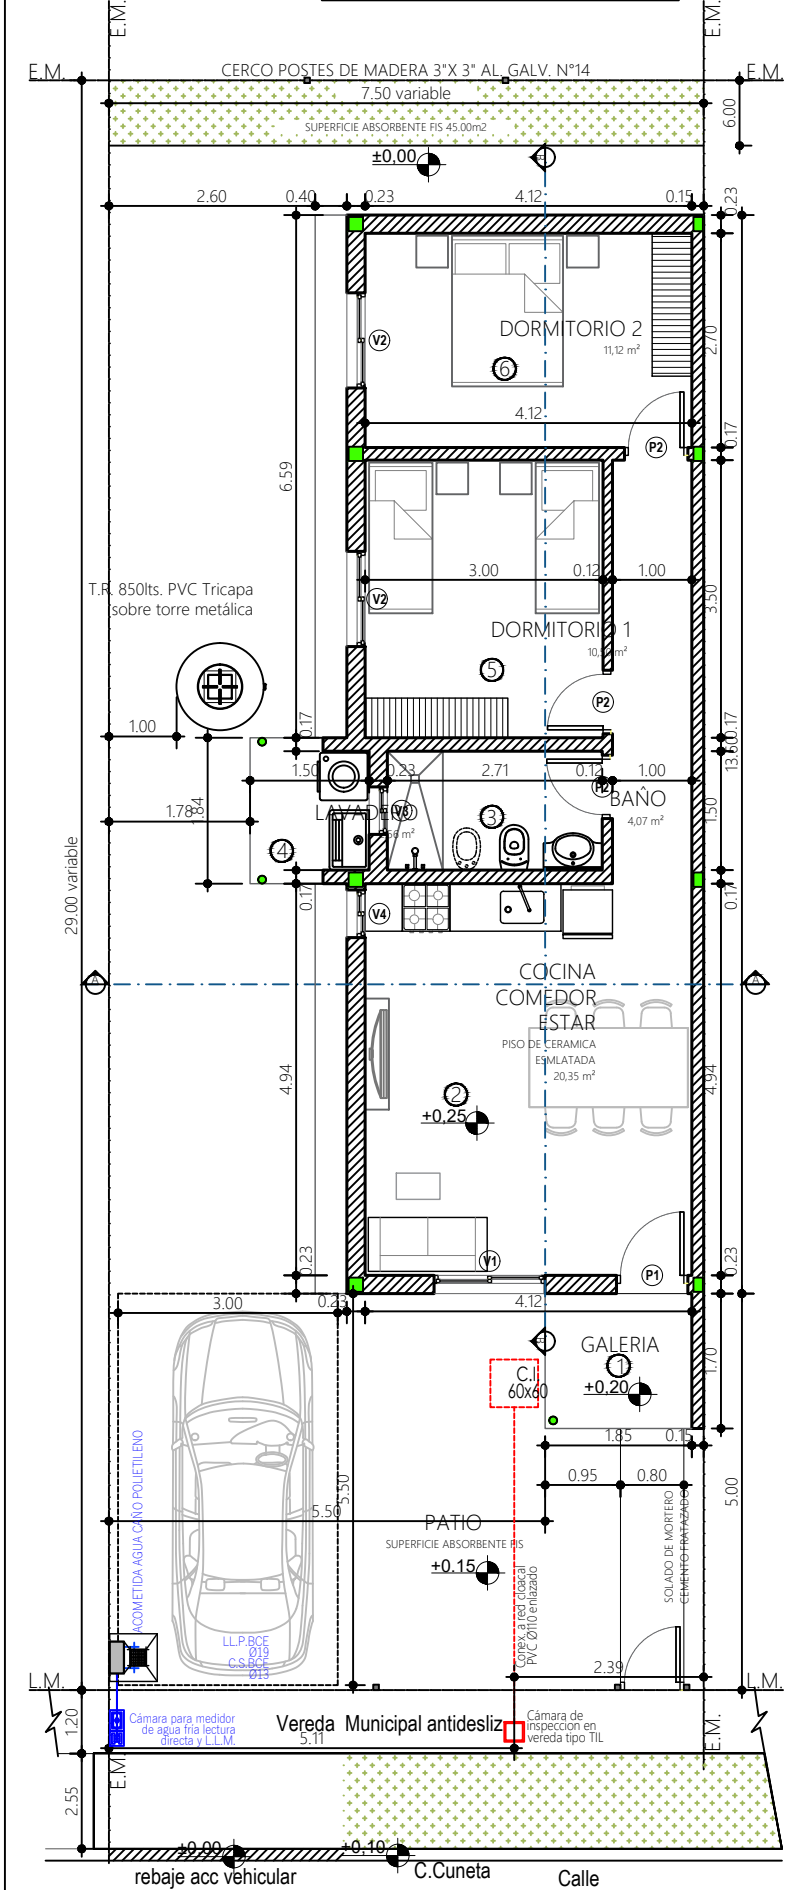 E.M.
E.M.
E.M.
CERCO POSTES DE MADERA 3"X 3" AL. GALV. N°14
E.M.
7.50 variable
6.00
SUPERFICIE ABSORBENTE FIS 45.00m2
±0,00
B
2.60
0.40
0.23
4.12
0.15
0.23
V2
DORMITORIO 2
11,12 m²
2.70
6
4.12
P2
0.17
6.59
3.00
0.12
1.00
T.R. 850lts. PVC Tricapa
sobre torre metálica
V2
3.50
DORMITORIO 1
m²
5
P2
1.00
0.17
0.17
13.60
1.50
0.23
2.71
0.12
1.00
P2
BAÑO
4,07 m²
1.78
1.84
LAVADERO
m²
V3
3
1.50
4
0.17
0.17
V4
29.00 variable
COCINA
COMEDOR
ESTAR
PISO DE CERAMICA
ESMLATADA
20,35 m²
A
A
4.94
4.94
2
+0,25
0.23
V1
P1
0.23
3.00
0.23
4.12
B
GALERIA
1
+0,20
1.70
C.I.
60x60
1.85
0.15
0.95
0.80
5.00
ACOMETIDA AGUA CAÑO POLIETILENO
5.50
5.50
PATIO
SUPERFICIE ABSORBENTE FIS
+0.15
SOLADO DE MORTERO
CEMENTO FRATAZADO
Conex. a red cloacal
PVC Ø110 enlazado
LL.P.BCE
Ø19
C.S.BCE
Ø13
2.39
L.M.
L.M.
1.20
Cámara para medidor
de agua fría lectura
directa y L.L.M.
Vereda Municipal antidesliz
Cámara de
inspeccion en
vereda tipo TIL
5.11
E.M.
E.M.
2.55
±0.00
+0,10
rebaje acc vehicular
C.Cuneta
Calle